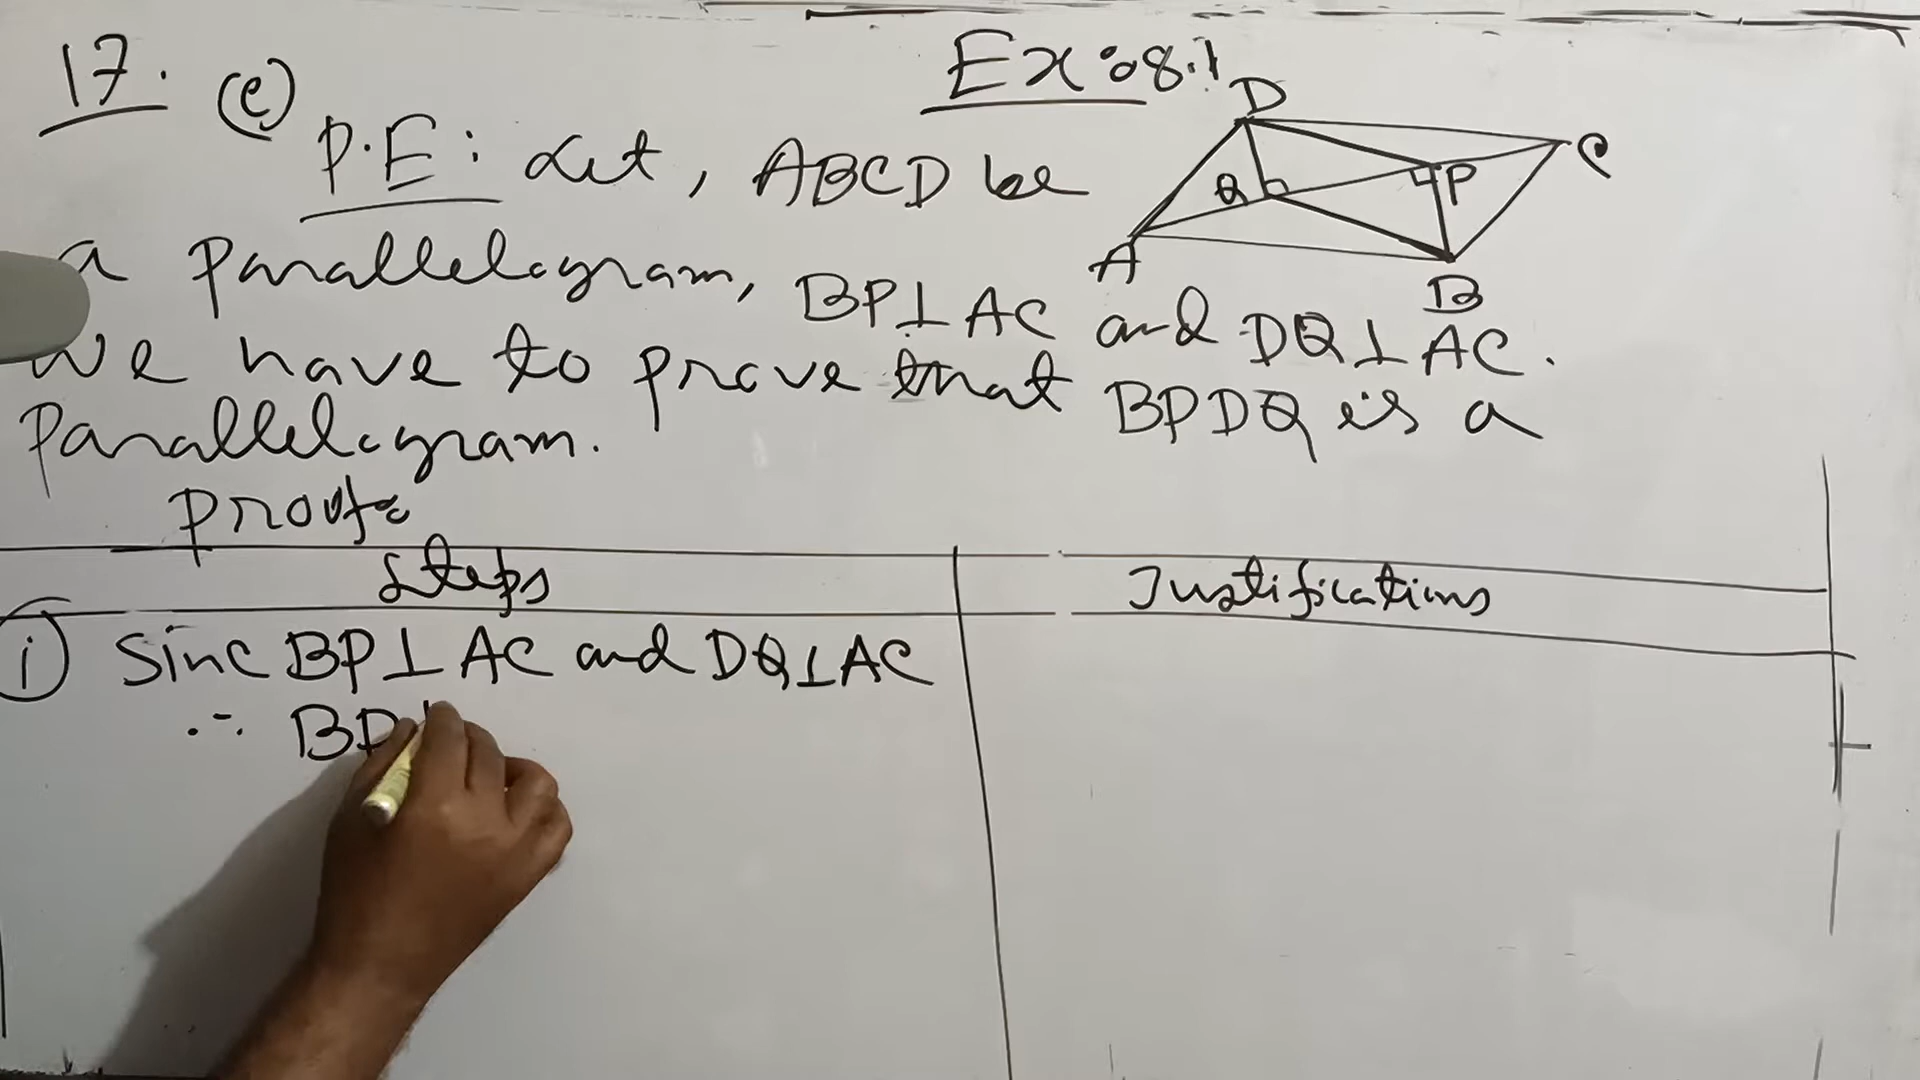 17. (c) Ex: 8.1
P.E: Let, ABCD be
a parallelogram, BP⊥AC and DQ⊥AC.
We have to prove that BPDQ is a
Parallelogram.
D
C
Q
P
A
B
Proof:
Steps
Justifications
i Sinc BP⊥AC and DQ⊥AC
∴ BP